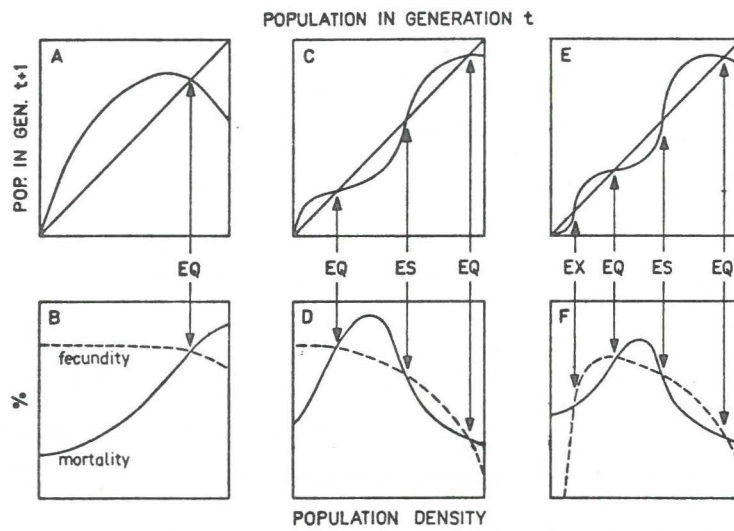 POPULATION IN GENERATION t
A
C
E
POP. IN GEN. t+1
EQ
EQ
ES
EQ
EX
EQ
ES
EQ
B
D
F
fecundity
%
mortality
POPULATION DENSITY